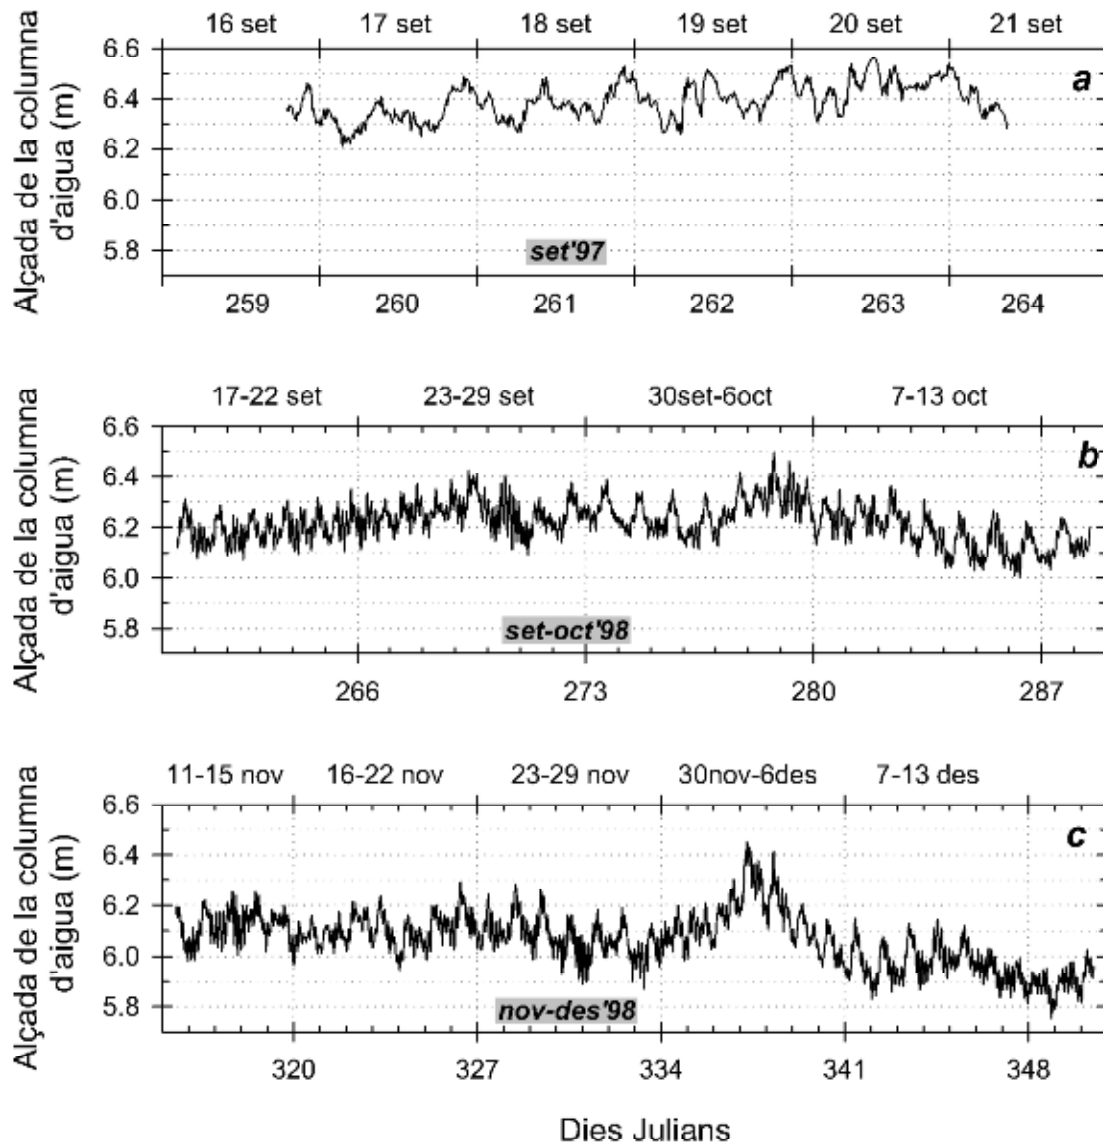 16 set 17 set 18 set 19 set 20 set 21 set
6.6
6.4
6.2
6.0
5.8
Alçada de la columna
d'aigua (m)
a
set'97
259 260 261 262 263 264
17-22 set 23-29 set 30set-6oct 7-13 oct
6.6
6.4
6.2
6.0
5.8
Alçada de la columna
d'aigua (m)
b
set-oct'98
266 273 280 287
11-15 nov 16-22 nov 23-29 nov 30nov-6des 7-13 des
6.6
6.4
6.2
6.0
5.8
Alçada de la columna
d'aigua (m)
c
nov-des'98
320 327 334 341 348
Dies Julians